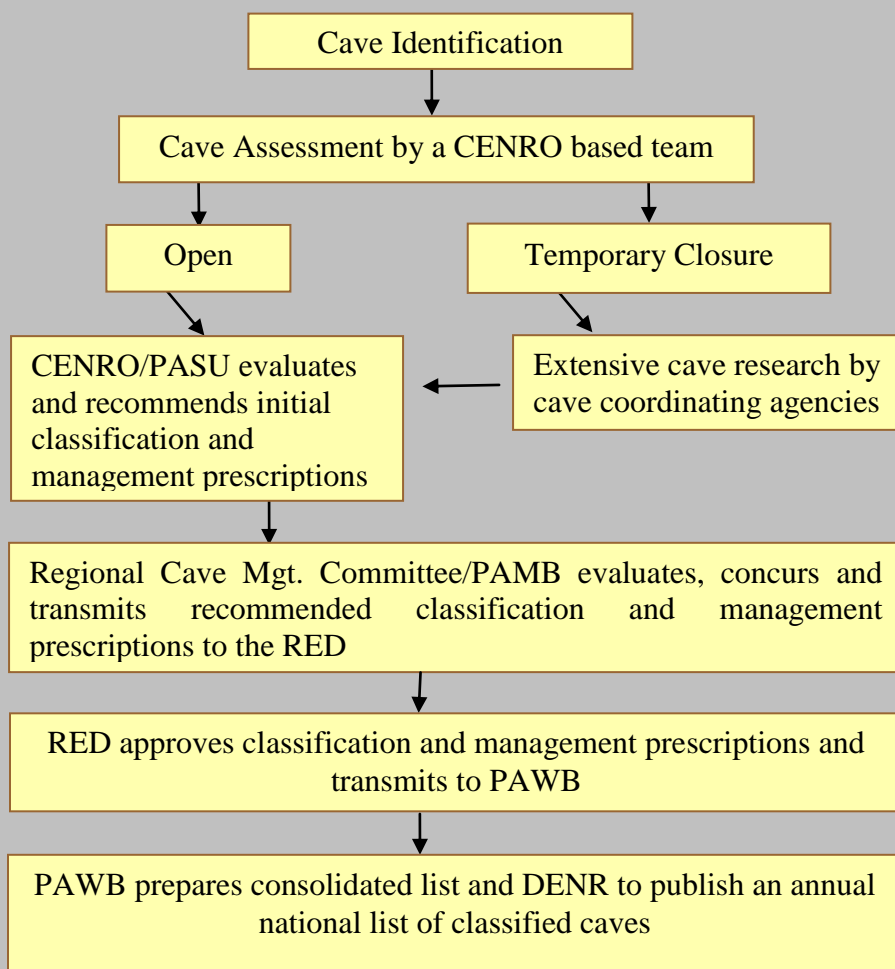 Cave Identification
Cave Assessment by a CENRO based team
Open
Temporary Closure
CENRO/PASU evaluates
and recommends initial
classification and
management prescriptions
Extensive cave research by
cave coordinating agencies
Regional Cave Mgt. Committee/PAMB evaluates, concurs and
transmits recommended classification and management
prescriptions to the RED
RED approves classification and management prescriptions and
transmits to PAWB
PAWB prepares consolidated list and DENR to publish an annual
national list of classified caves